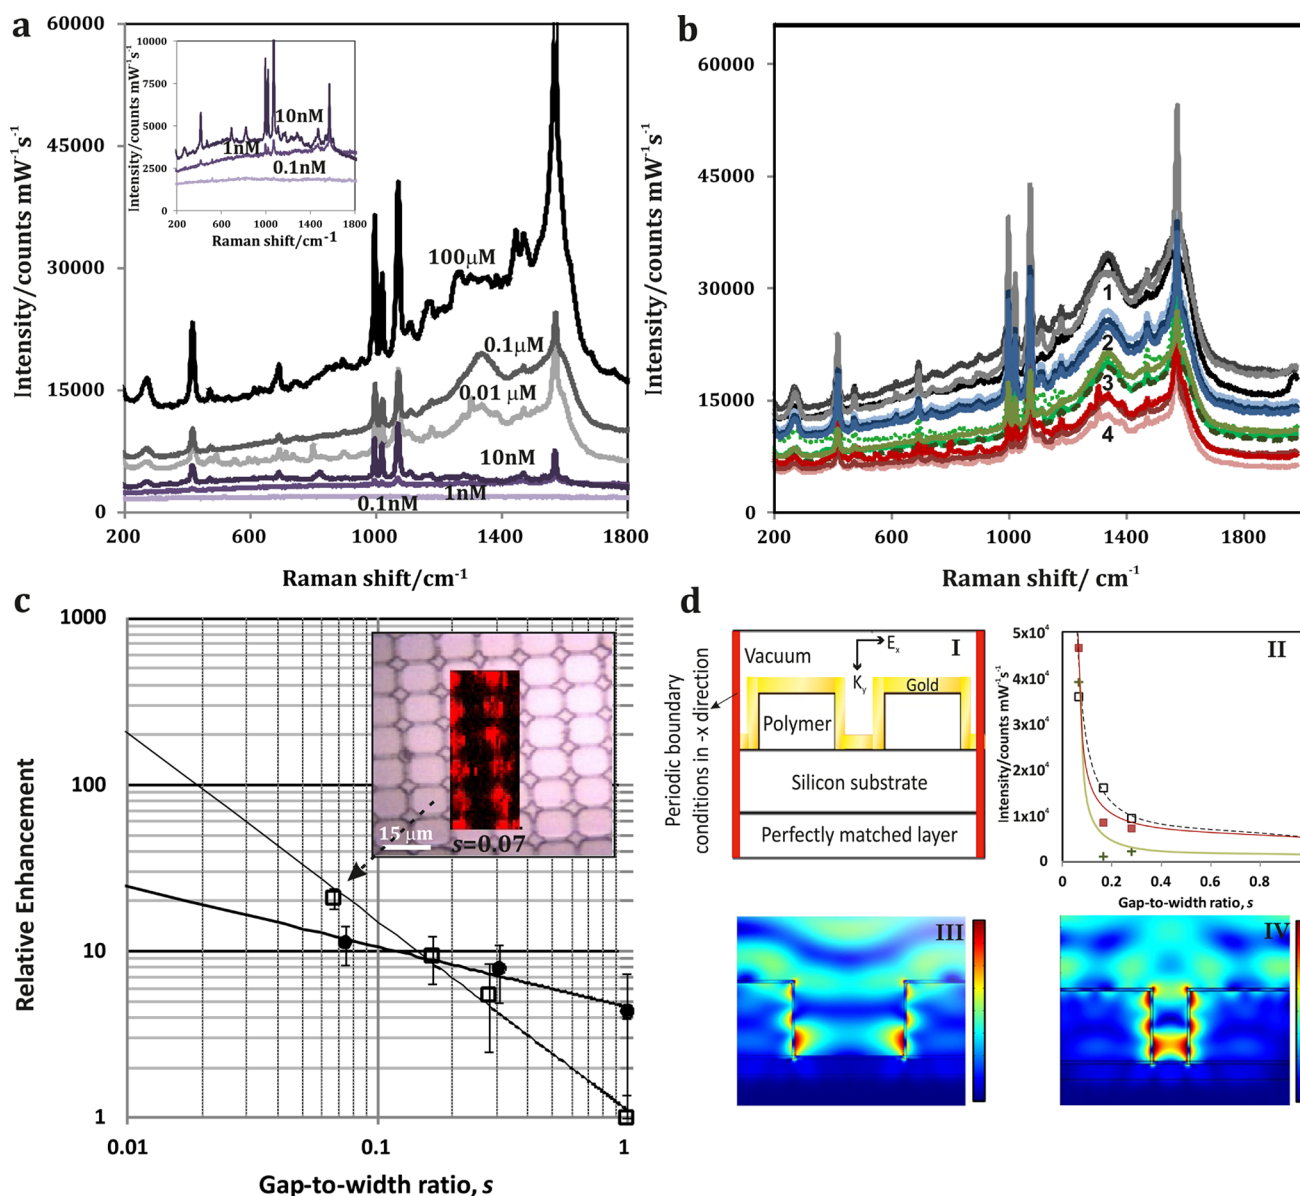 a
60000
45000
30000
15000
0
Intensity/counts mW⁻¹s⁻¹
10000
7500
5000
2500
0
Intensity/counts mW⁻¹s⁻¹
10nM
1nM
0.1nM
200
600
1000
1400
1800
Raman shift/cm⁻¹
100µM
0.1µM
0.01 µM
10nM
1nM
0.1nM
200
600
1000
1400
1800
Raman shift/cm⁻¹
b
60000
45000
30000
15000
0
Intensity/counts mW⁻¹s⁻¹
1
2
3
4
200
600
1000
1400
1800
Raman shift/ cm⁻¹
c
1000
100
10
1
Relative Enhancement
15 µm
s=0.07
0.01
0.1
1
Gap-to-width ratio, s
d
Periodic boundary
conditions in -x direction
I
Vacuum
Eₓ
Kᵧ
Gold
Polymer
Silicon substrate
Perfectly matched layer
II
5x10⁴
4x10⁴
3x10⁴
2x10⁴
1x10⁴
0
Intensity/counts mW⁻¹s⁻¹
0
0.2
0.4
0.6
0.8
Gap-to-width ratio, s
III
IV